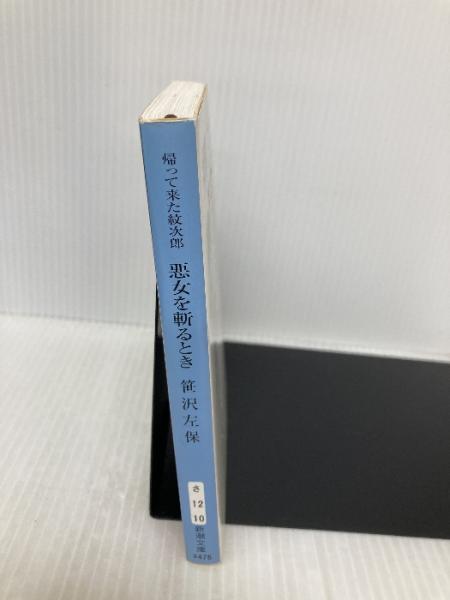 帰って来た紋次郎
悪女を斬るとき
笹沢左保
さ
12
10
新潮文庫